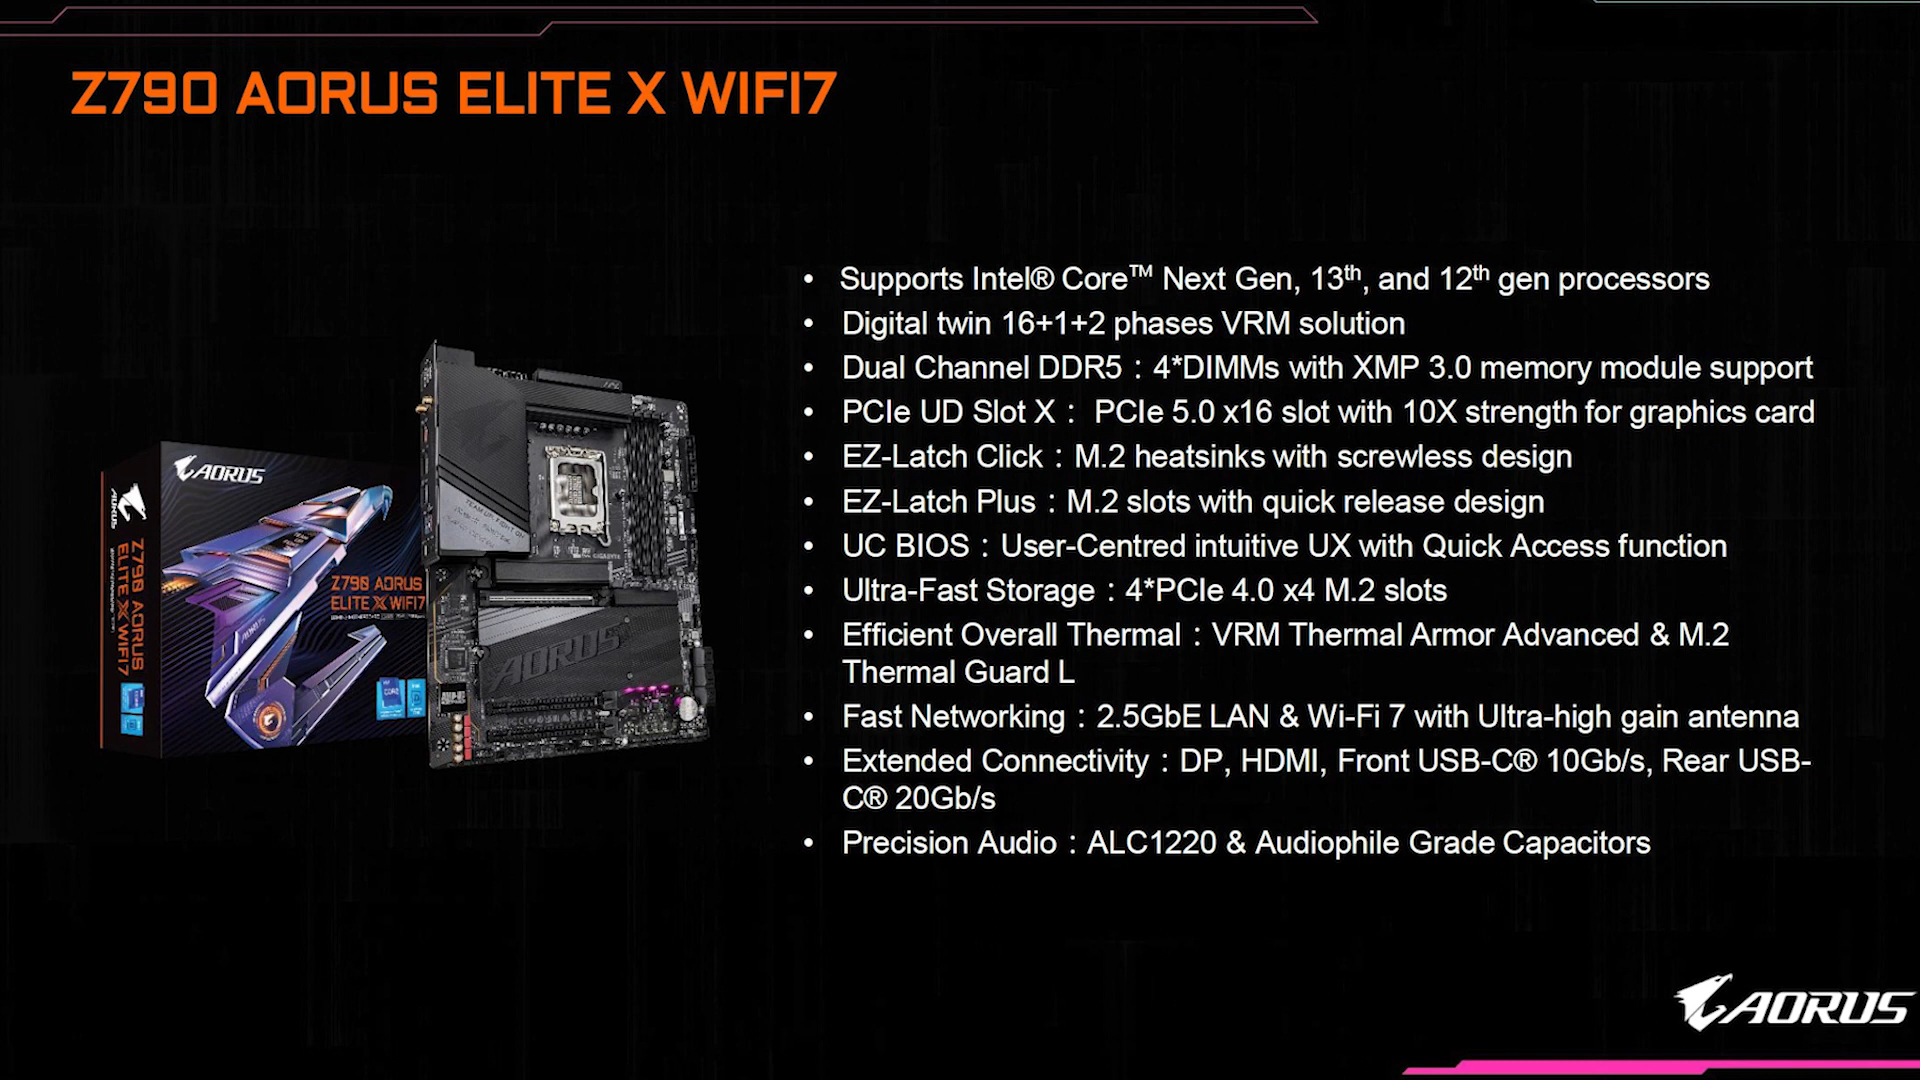 Z790 AORUS ELITE X WIFI7
• Supports Intel® Core™ Next Gen, 13th, and 12th gen processors
• Digital twin 16+1+2 phases VRM solution
• Dual Channel DDR5：4*DIMMs with XMP 3.0 memory module support
• PCIe UD Slot X： PCIe 5.0 x16 slot with 10X strength for graphics card
• EZ-Latch Click：M.2 heatsinks with screwless design
• EZ-Latch Plus：M.2 slots with quick release design
• UC BIOS：User-Centred intuitive UX with Quick Access function
• Ultra-Fast Storage：4*PCIe 4.0 x4 M.2 slots
• Efficient Overall Thermal：VRM Thermal Armor Advanced & M.2
Thermal Guard L
• Fast Networking：2.5GbE LAN & Wi-Fi 7 with Ultra-high gain antenna
• Extended Connectivity：DP, HDMI, Front USB-C® 10Gb/s, Rear USB-
C® 20Gb/s
• Precision Audio：ALC1220 & Audiophile Grade Capacitors
AORUS
AORUS
Z790 AORUS
ELITE X WIFI7
Z790 AORUS
ELITE X WIFI7
AORUS
TEAM UP. FIGHT ON.
AORUS
AORUS